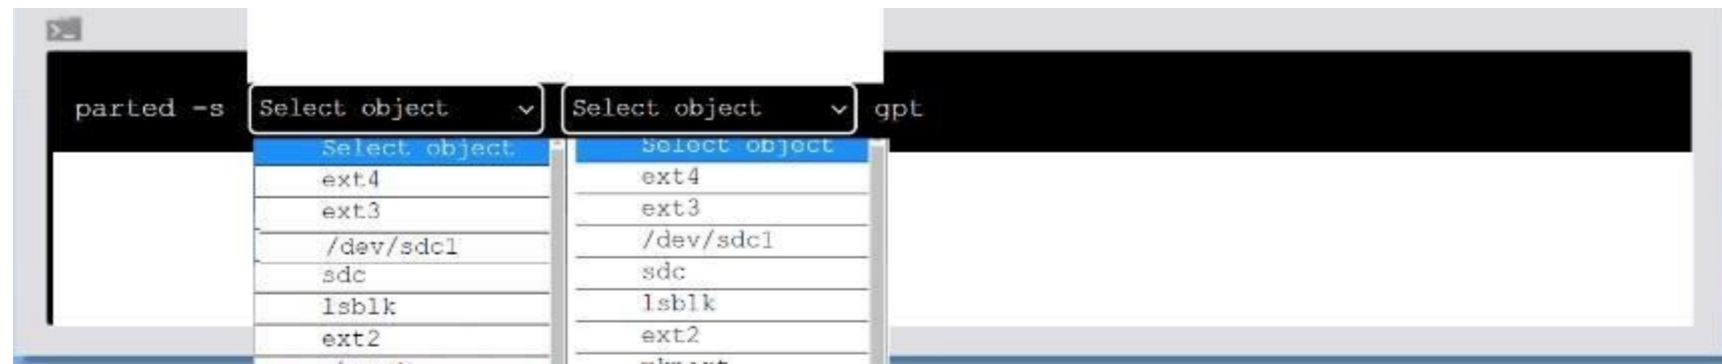 parted -s Select object Select object gpt
Select object Select object
ext4 ext4
ext3 ext3
/dev/sdc1 /dev/sdc1
sdc sdc
lsblk lsblk
ext2 ext2